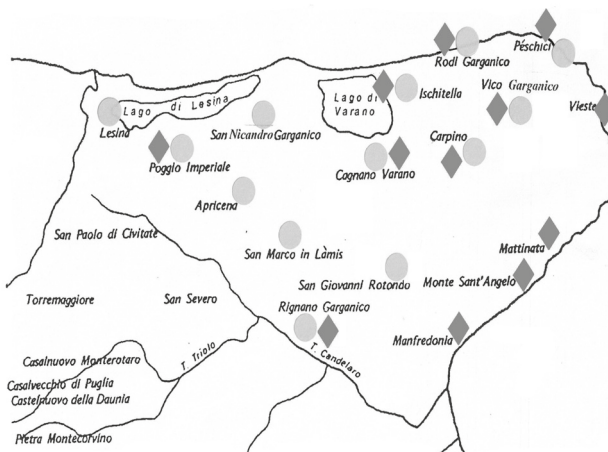 Rodi Garganico
Péschici
Lago di Lesina
Lago di
Varano
Ischitella
Vico Garganico
Vieste
Lesina
San Nicandro Garganico
Carpino
Poggio Imperiale
Cagnano Varano
Apricena
San Paolo di Civitate
San Marco in Làmis
Mattinata
San Giovanni Rotondo
Monte Sant'Angelo
Torremaggiore
San Severo
Rignano Garganico
Manfredonia
T. Candelaro
T. Triolo
Casalnuovo Monterotaro
Casalvecchio di Puglia
Castelnuovo della Daunia
Pietra Montecorvino